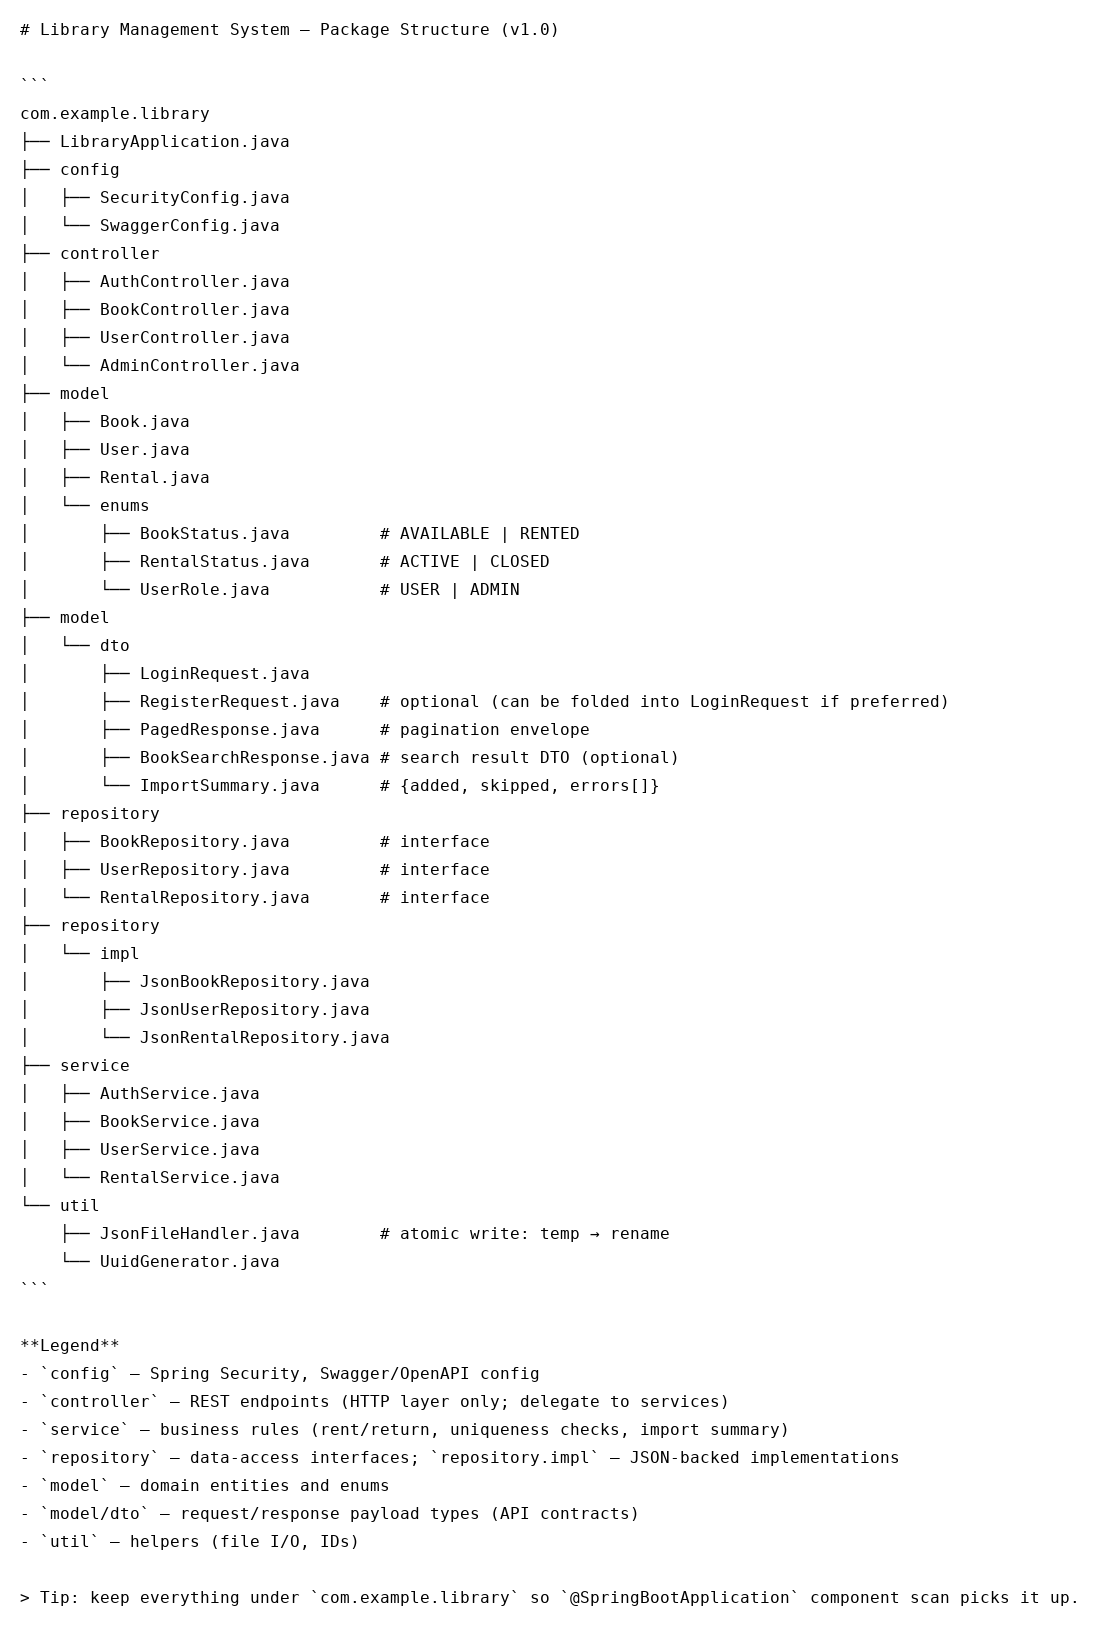 # Library Management System — Package Structure (v1.0)

```
com.example.library
├── LibraryApplication.java
├── config
│   ├── SecurityConfig.java
│   └── SwaggerConfig.java
├── controller
│   ├── AuthController.java
│   ├── BookController.java
│   ├── UserController.java
│   └── AdminController.java
├── model
│   ├── Book.java
│   ├── User.java
│   ├── Rental.java
│   └── enums
│       ├── BookStatus.java         # AVAILABLE | RENTED
│       ├── RentalStatus.java       # ACTIVE | CLOSED
│       └── UserRole.java           # USER | ADMIN
├── model
│   └── dto
│       ├── LoginRequest.java
│       ├── RegisterRequest.java    # optional (can be folded into LoginRequest if preferred)
│       ├── PagedResponse.java      # pagination envelope
│       ├── BookSearchResponse.java # search result DTO (optional)
│       └── ImportSummary.java      # {added, skipped, errors[]}
├── repository
│   ├── BookRepository.java         # interface
│   ├── UserRepository.java         # interface
│   └── RentalRepository.java       # interface
├── repository
│   └── impl
│       ├── JsonBookRepository.java
│       ├── JsonUserRepository.java
│       └── JsonRentalRepository.java
├── service
│   ├── AuthService.java
│   ├── BookService.java
│   ├── UserService.java
│   └── RentalService.java
└── util
    ├── JsonFileHandler.java        # atomic write: temp → rename
    └── UuidGenerator.java
```

**Legend**
- `config` — Spring Security, Swagger/OpenAPI config
- `controller` — REST endpoints (HTTP layer only; delegate to services)
- `service` — business rules (rent/return, uniqueness checks, import summary)
- `repository` — data-access interfaces; `repository.impl` — JSON-backed implementations
- `model` — domain entities and enums
- `model/dto` — request/response payload types (API contracts)
- `util` — helpers (file I/O, IDs)

> Tip: keep everything under `com.example.library` so `@SpringBootApplication` component scan picks it up.